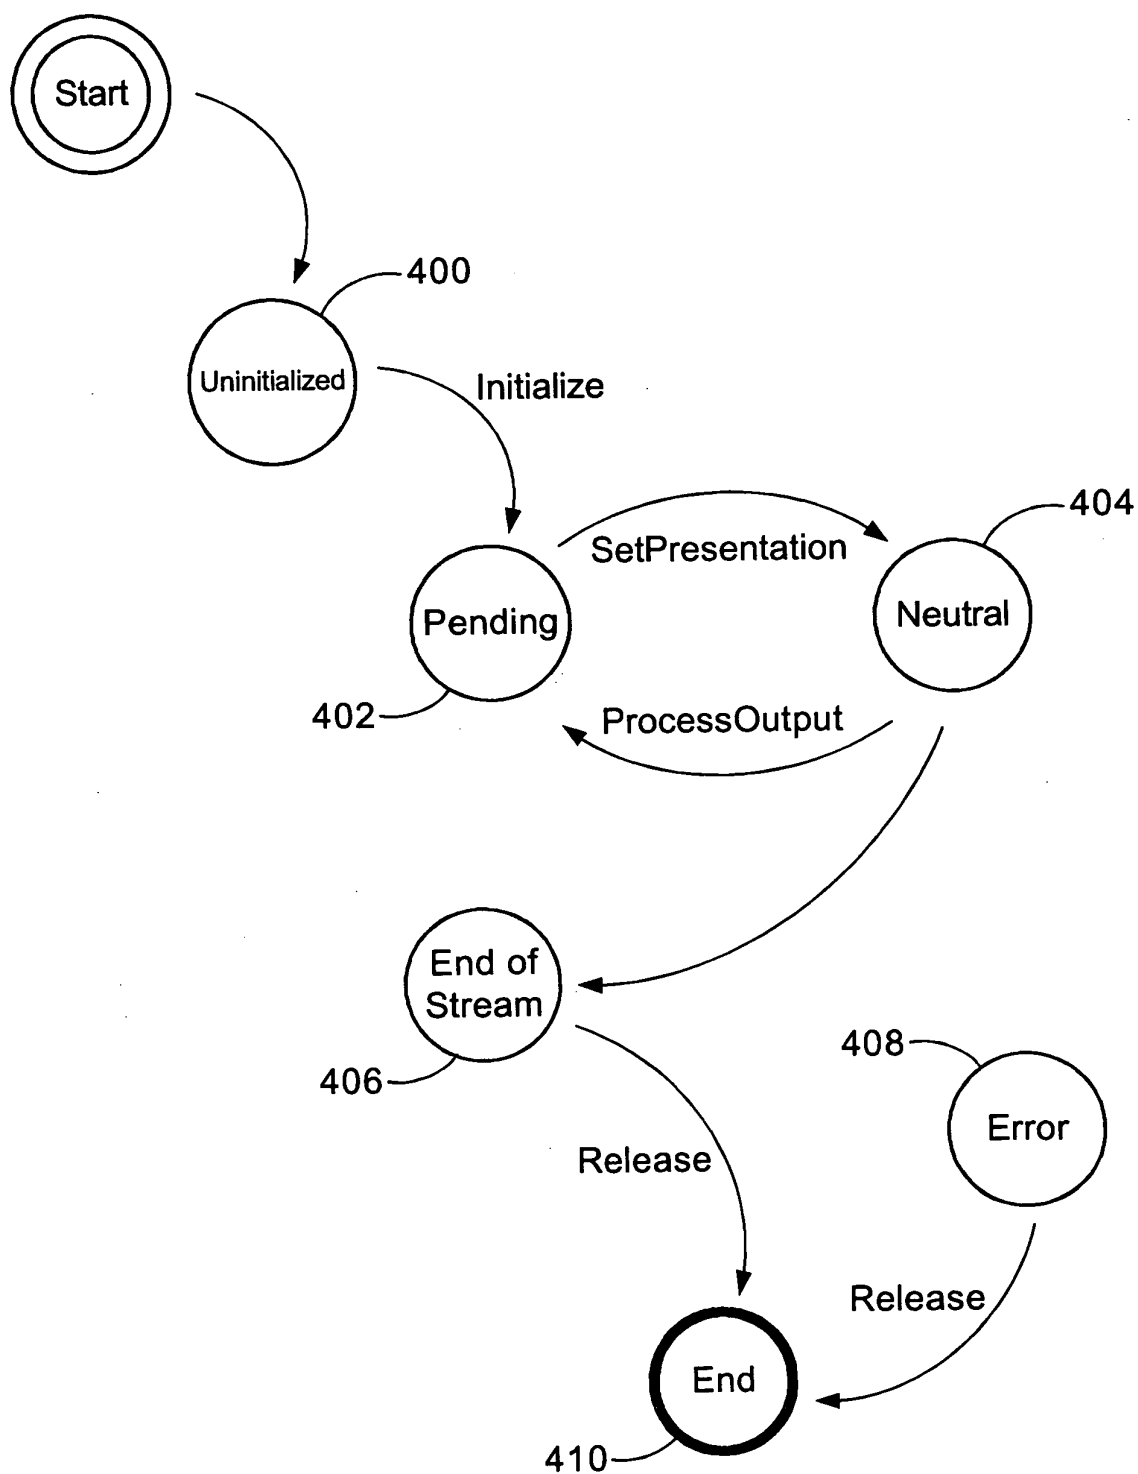 Start
400
Uninitialized
Initialize
404
SetPresentation
Pending
Neutral
402
ProcessOutput
End of
Stream
406
408
Error
Release
Release
End
410